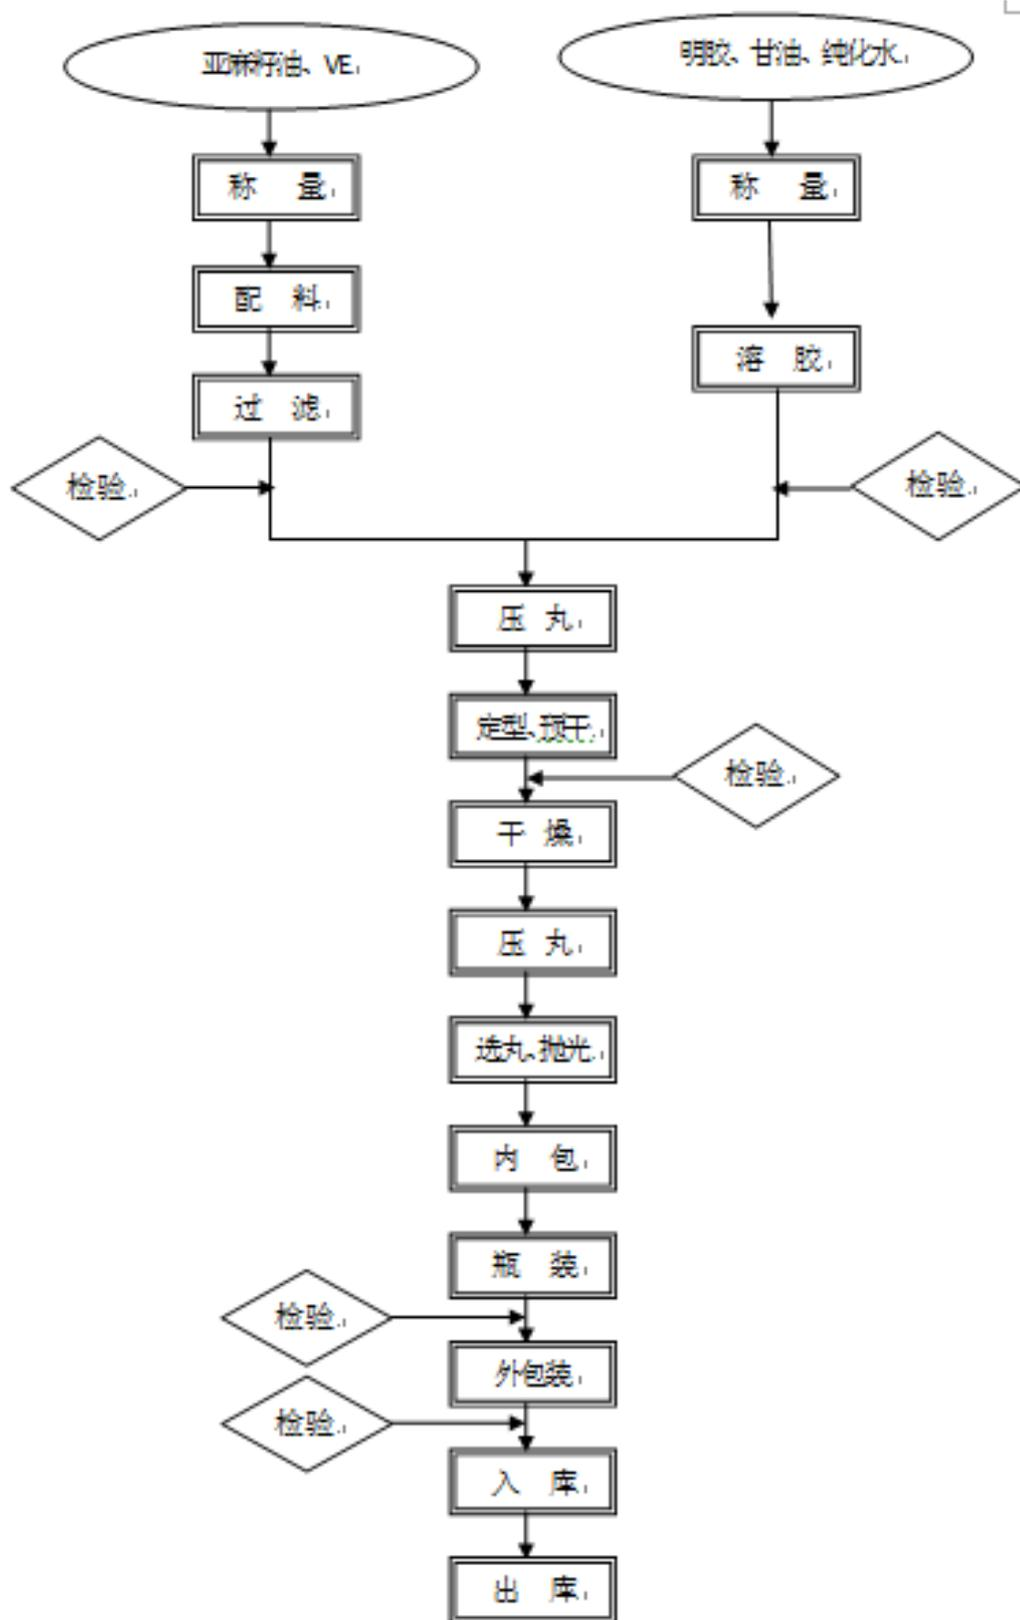 亚麻籽油、VE
明胶、甘油、纯化水
称 量
称 量
配 料
溶 胶
过 滤
检验
检验
压 丸
定型、预干
检验
干 燥
压 丸
选丸、抛光
内 包
瓶 装
检验
外包装
检验
入 库
出 库